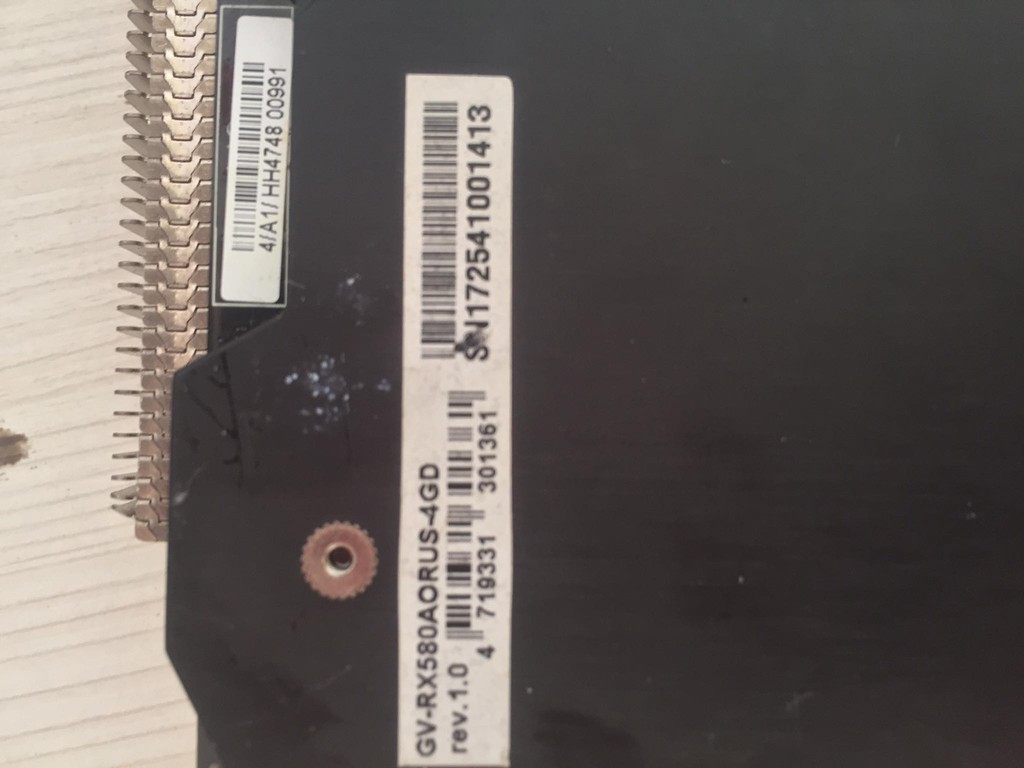 4/A1/ HH4748 00991
GV-RX580AORUS-4GD
rev.1.0
4 719331 301361
SN172541001413